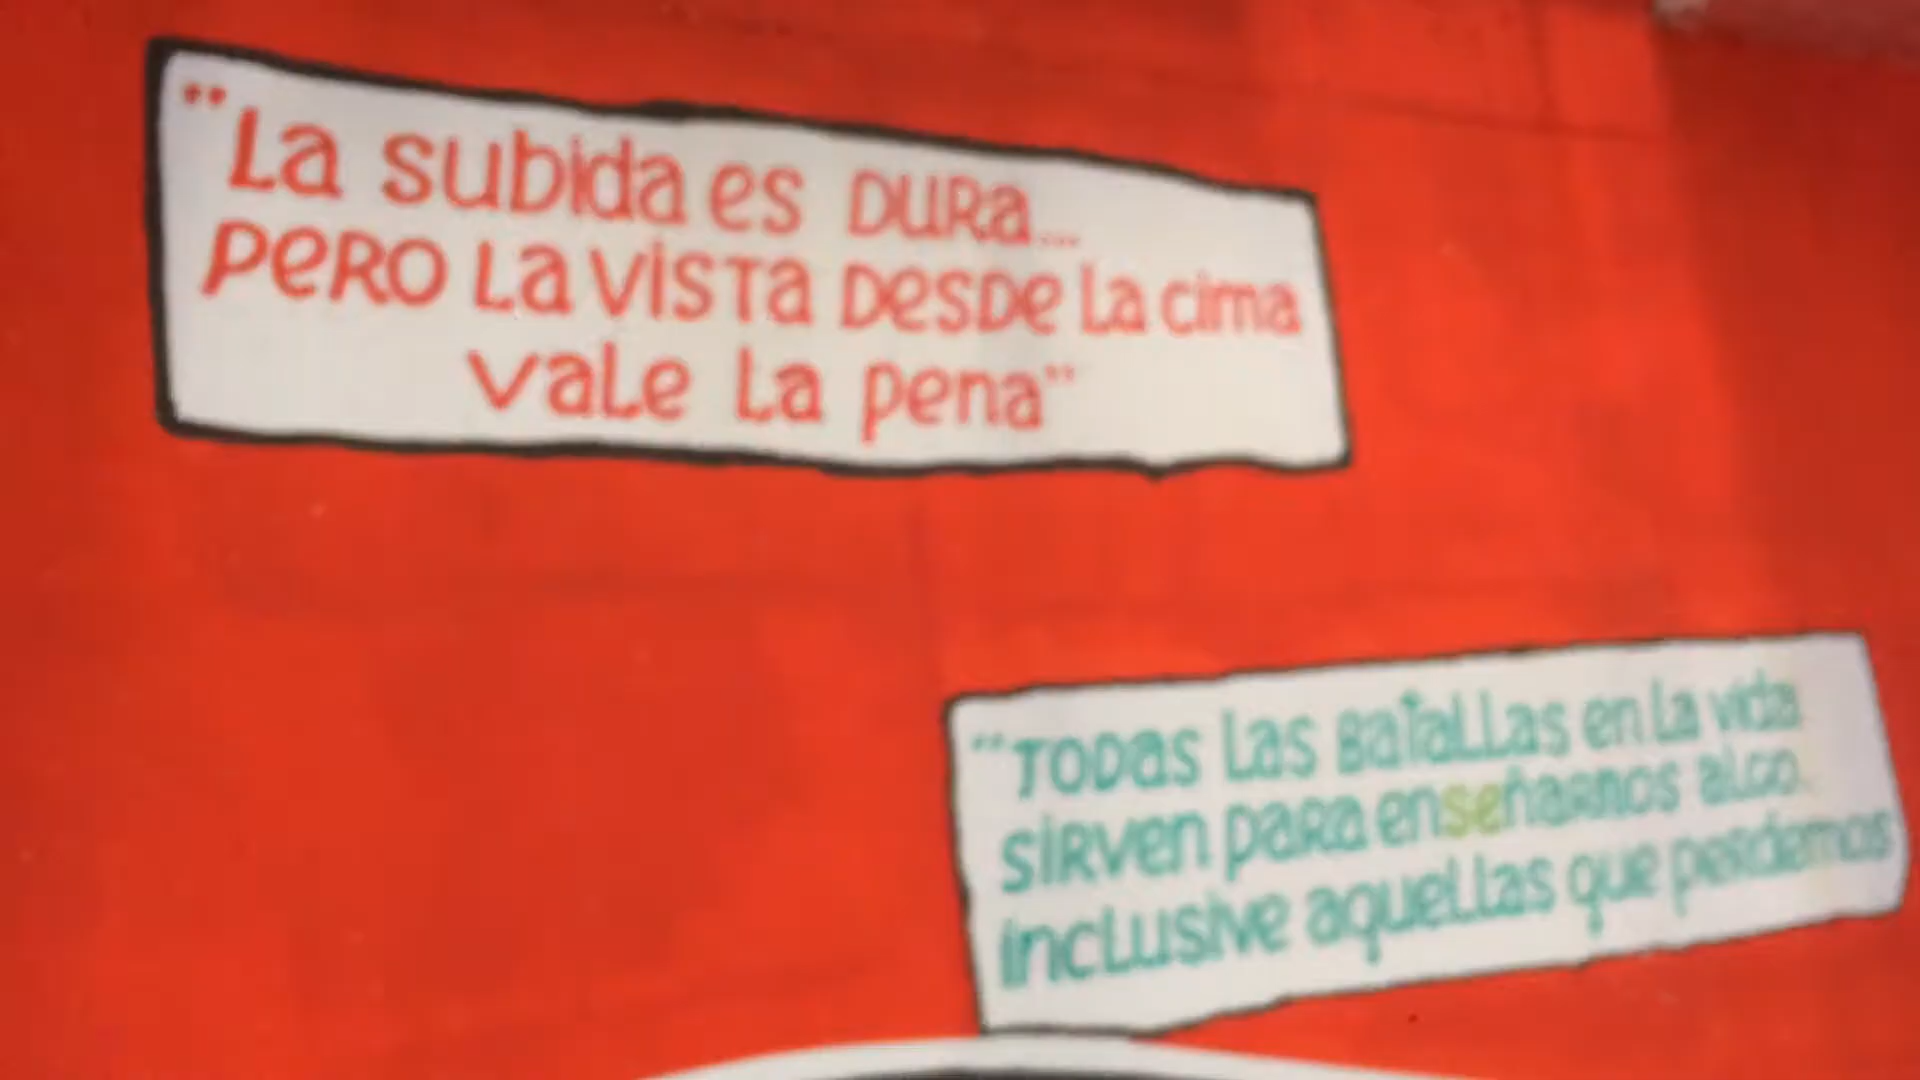 "La subida es DURa...
peRO La VisTa DesDe La cima
vaLe La pena"
"TODas Las BaTaLLas en La vida
siRven paRa enseñaRnos aLGO.
incLusive aqueLLas que peRdemos